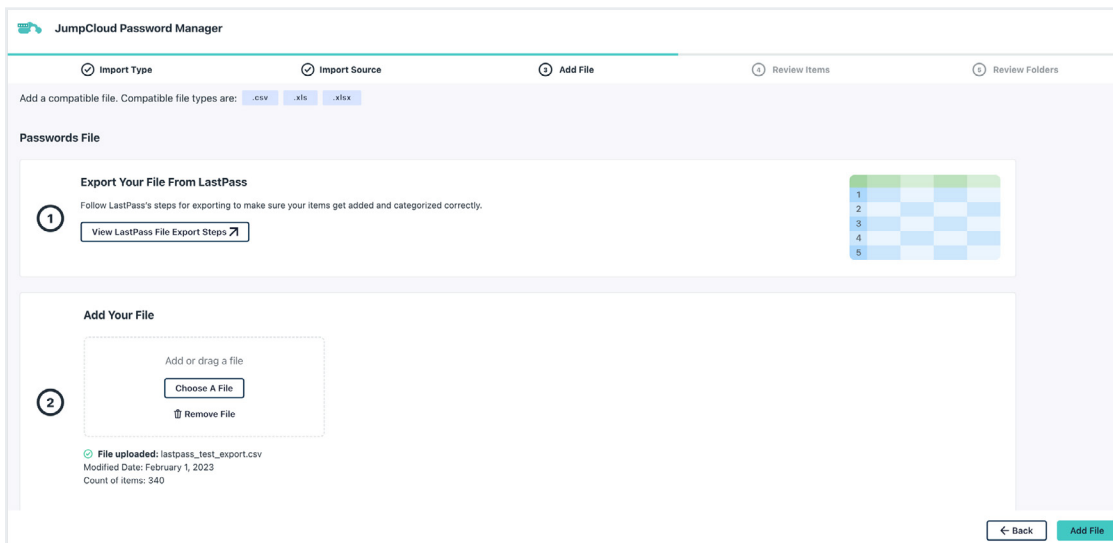 JumpCloud Password Manager
Import Type
Import Source
3 Add File
4 Review Items
5 Review Folders
Add a compatible file. Compatible file types are: .csv .xls .xlsx
Passwords File
1
Export Your File From LastPass
Follow LastPass's steps for exporting to make sure your items get added and categorized correctly.
View LastPass File Export Steps
1
2
3
4
5
2
Add Your File
Add or drag a file
Choose A File
Remove File
File uploaded: lastpass_test_export.csv
Modified Date: February 1, 2023
Count of items: 340
← Back
Add File